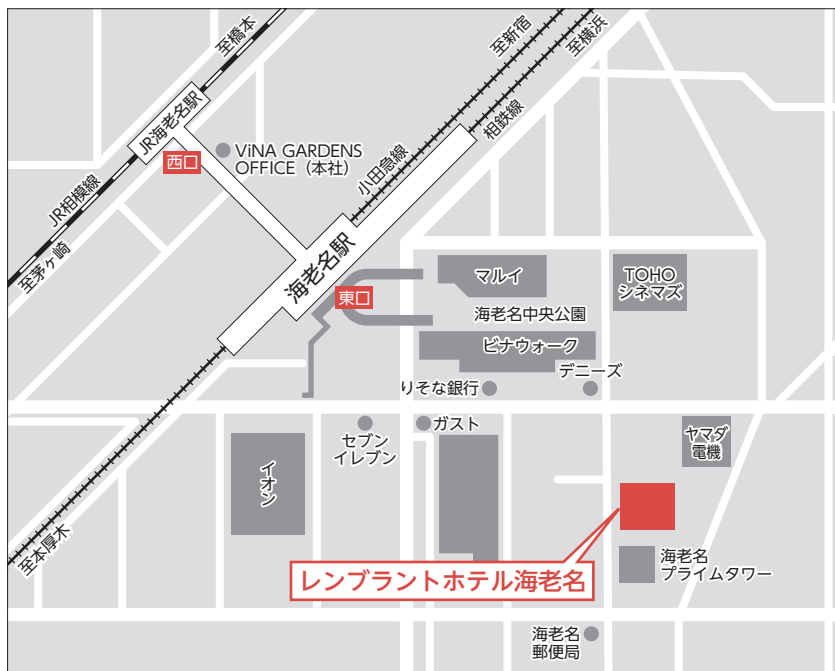 至橋本
至新宿
至横浜
JR海老名駅
相鉄線
西口
ViNA GARDENS
OFFICE（本社）
小田急線
JR相模線
至茅ヶ崎
海老名駅
東口
マルイ
TOHO
シネマズ
海老名中央公園
ビナウォーク
デニーズ
りそな銀行
セブン
イレブン
ガスト
ヤマダ
電機
イオン
至本厚木
レンブラントホテル海老名
海老名
プライムタワー
海老名
郵便局